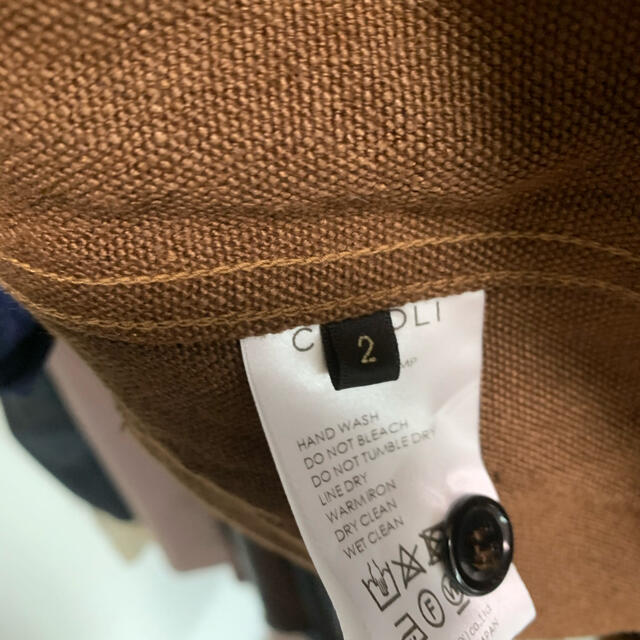 2
HAND WASH
DO NOT BLEACH
DO NOT TUMBLE DRY
LINE DRY
WARM IRON
DRY CLEAN
WET CLEAN